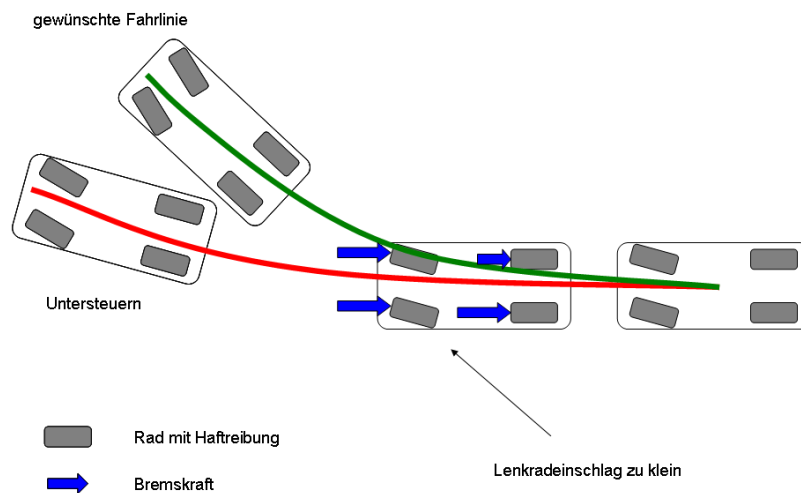 gewünschte Fahrlinie
Untersteuern
Rad mit Haftreibung
Bremskraft
Lenkradeinschlag zu klein